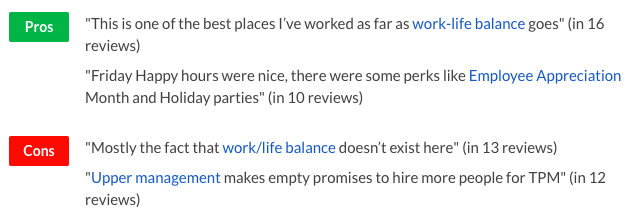 Pros
"This is one of the best places I’ve worked as far as work-life balance goes" (in 16
reviews)
"Friday Happy hours were nice, there were some perks like Employee Appreciation
Month and Holiday parties" (in 10 reviews)
Cons
"Mostly the fact that work/life balance doesn’t exist here" (in 13 reviews)
"Upper management makes empty promises to hire more people for TPM" (in 12
reviews)